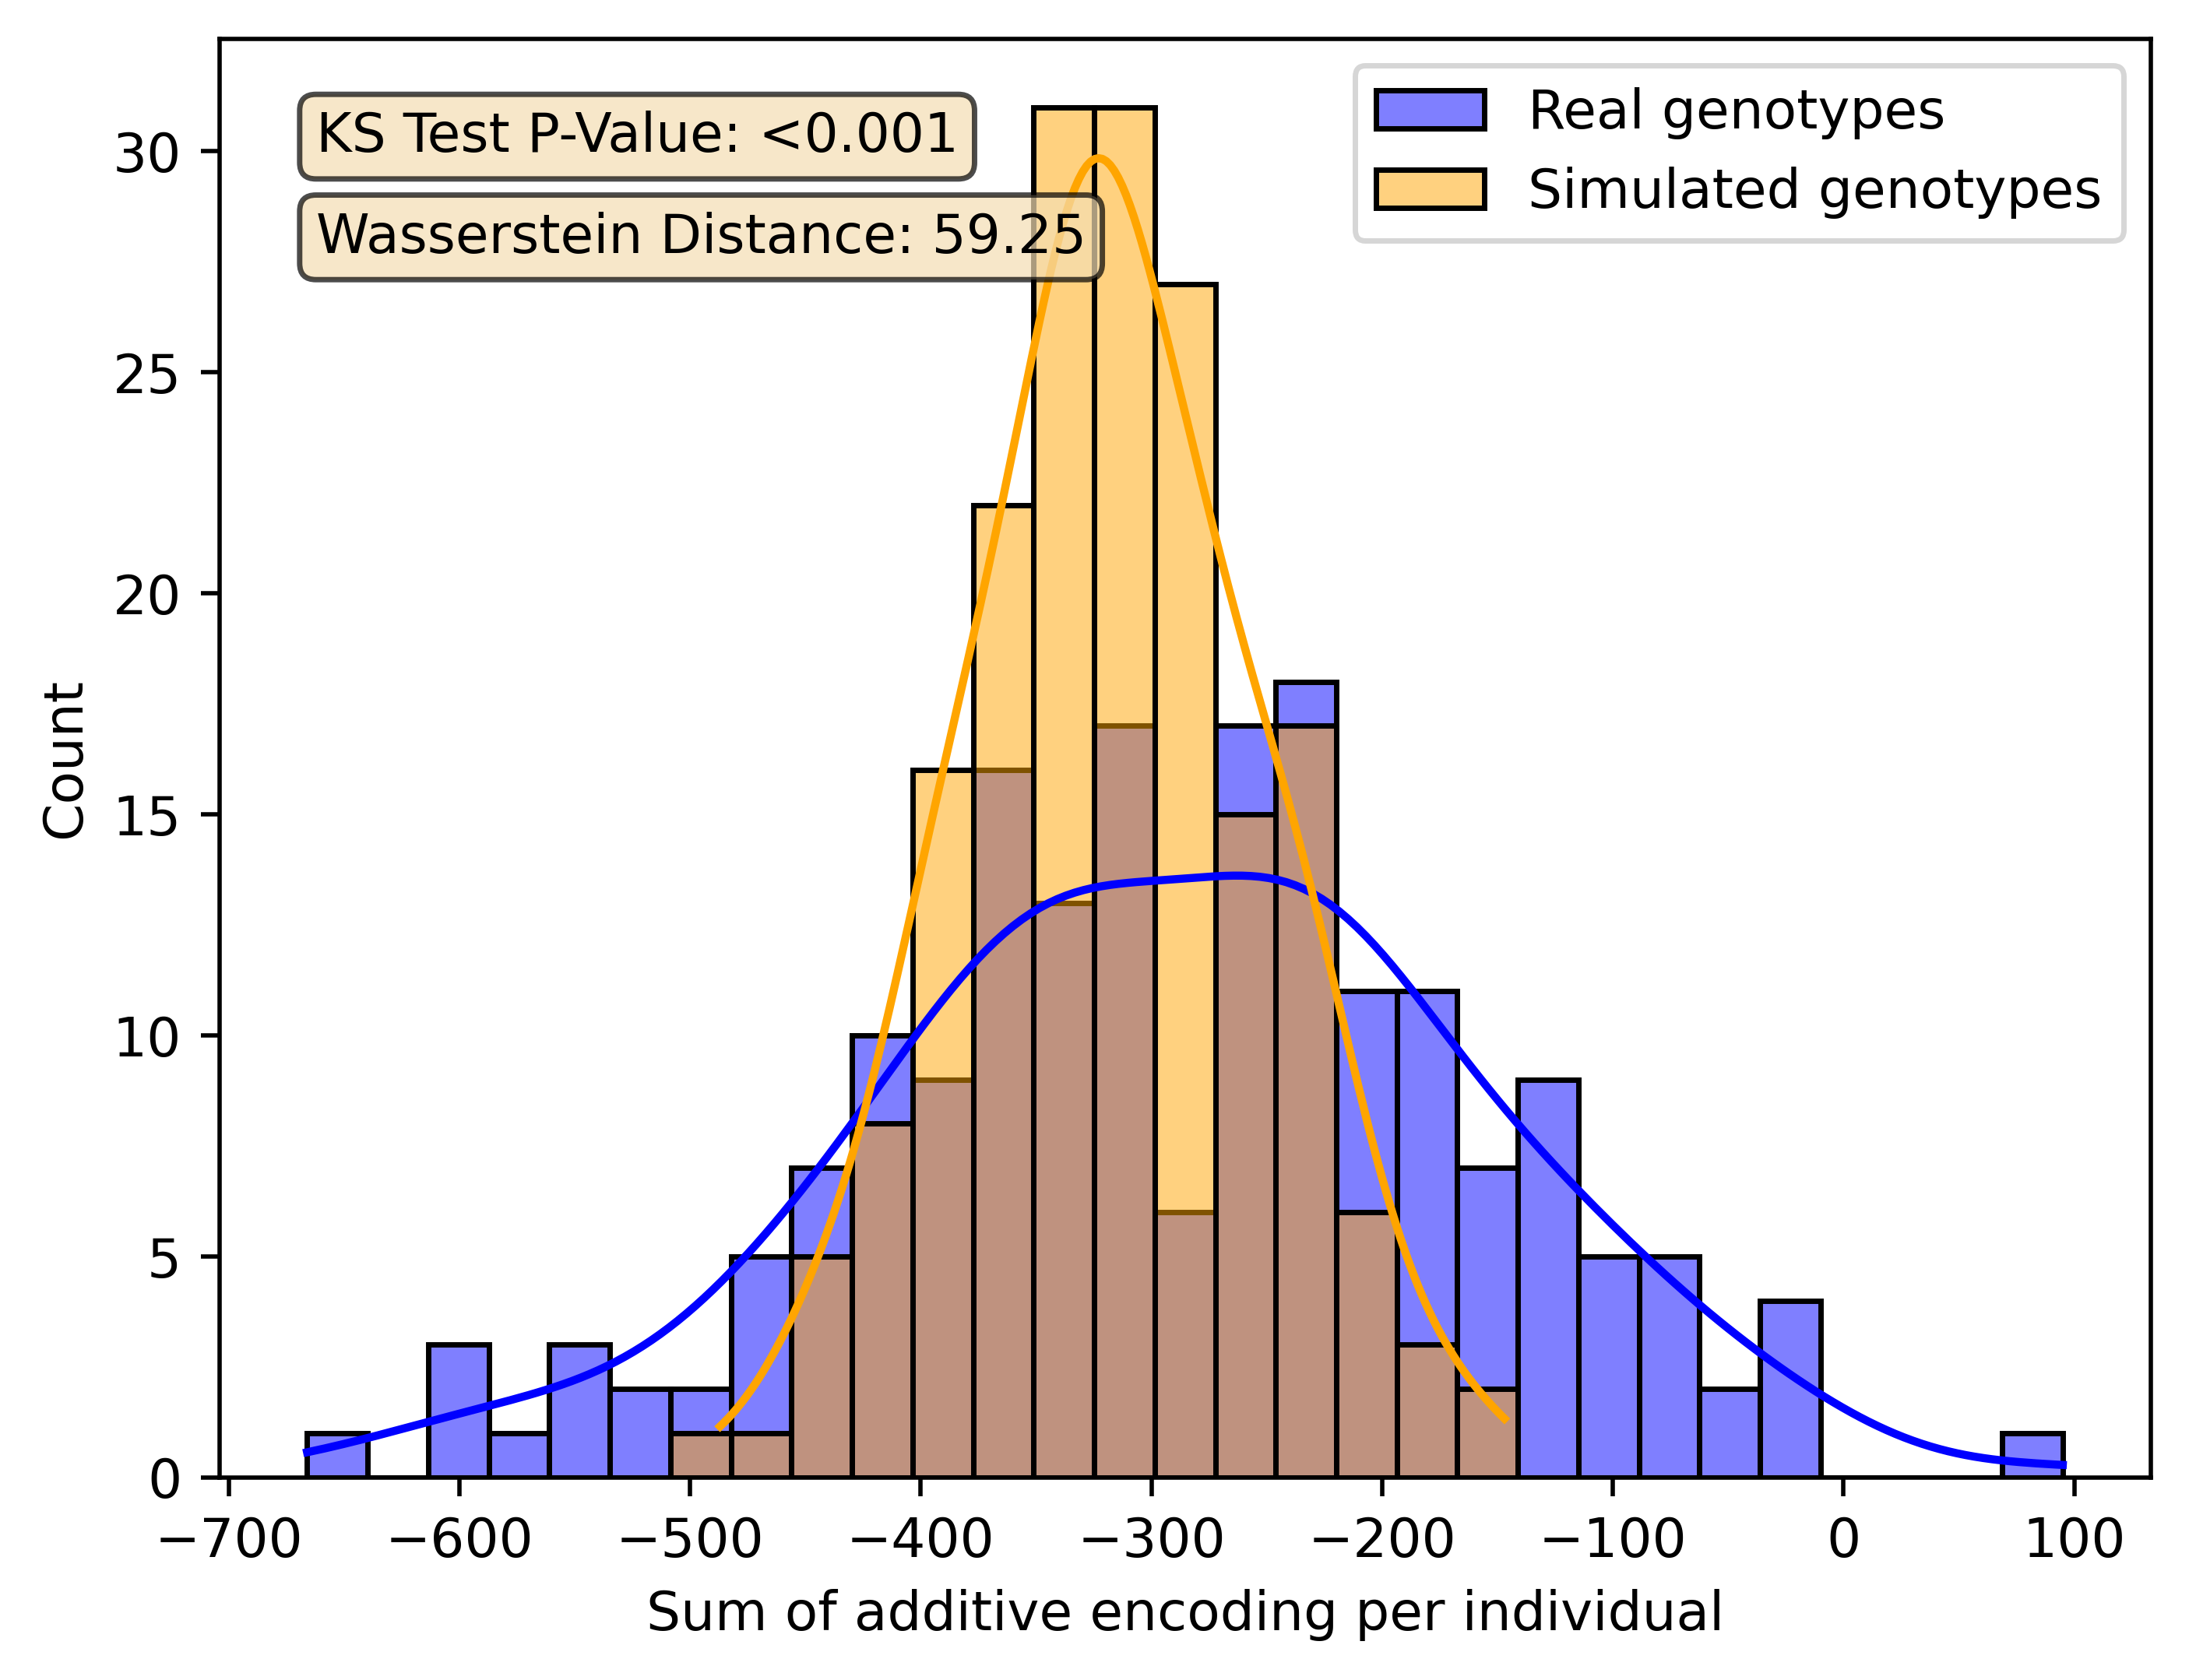 KS Test P-Value: <0.001
Wasserstein Distance: 59.25
Real genotypes
Simulated genotypes
30
25
20
15
10
5
0
Count
−700 −600 −500 −400 −300 −200 −100 0 100
Sum of additive encoding per individual